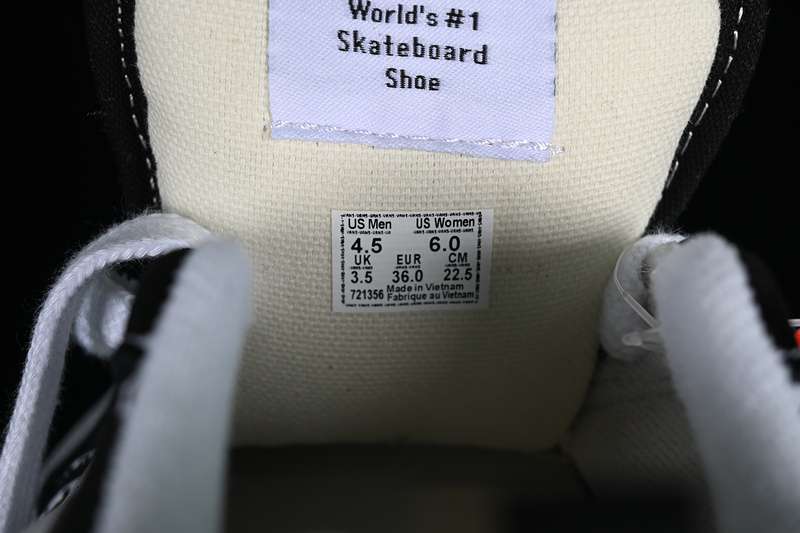 World's #1
Skateboard
Shoe
US Men US Women
4.5 6.0
UK EUR CM
3.5 36.0 22.5
721356 Made in Vietnam
Fabrique au Vietnam